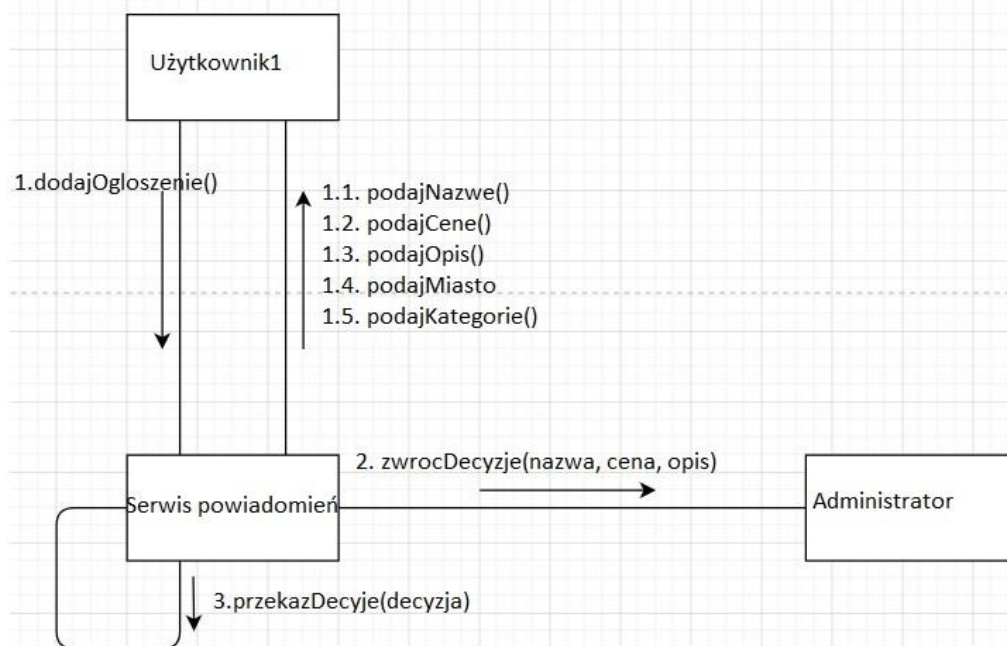 Użytkownik1
1.dodajOgloszenie()
1.1. podajNazwe()
1.2. podajCene()
1.3. podajOpis()
1.4. podajMiasto
1.5. podajKategorie()
2. zwrocDecyzje(nazwa, cena, opis)
Serwis powiadomień
Administrator
3.przekazDecyje(decyzja)